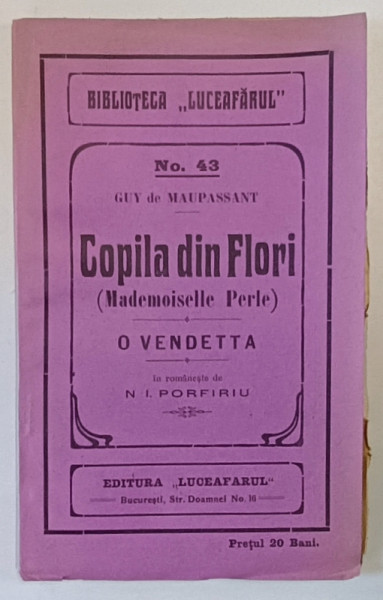 BIBLIOTECA „LUCEAFĂRUL"
No. 43
GUY de MAUPASSANT
Copila din Flori
(Mademoiselle Perle)
O VENDETTA
în românește de
N. I. PORFIRIU
EDITURA „LUCEAFARUL"
București, Str. Doamnei No. 16
Prețul 20 Bani.